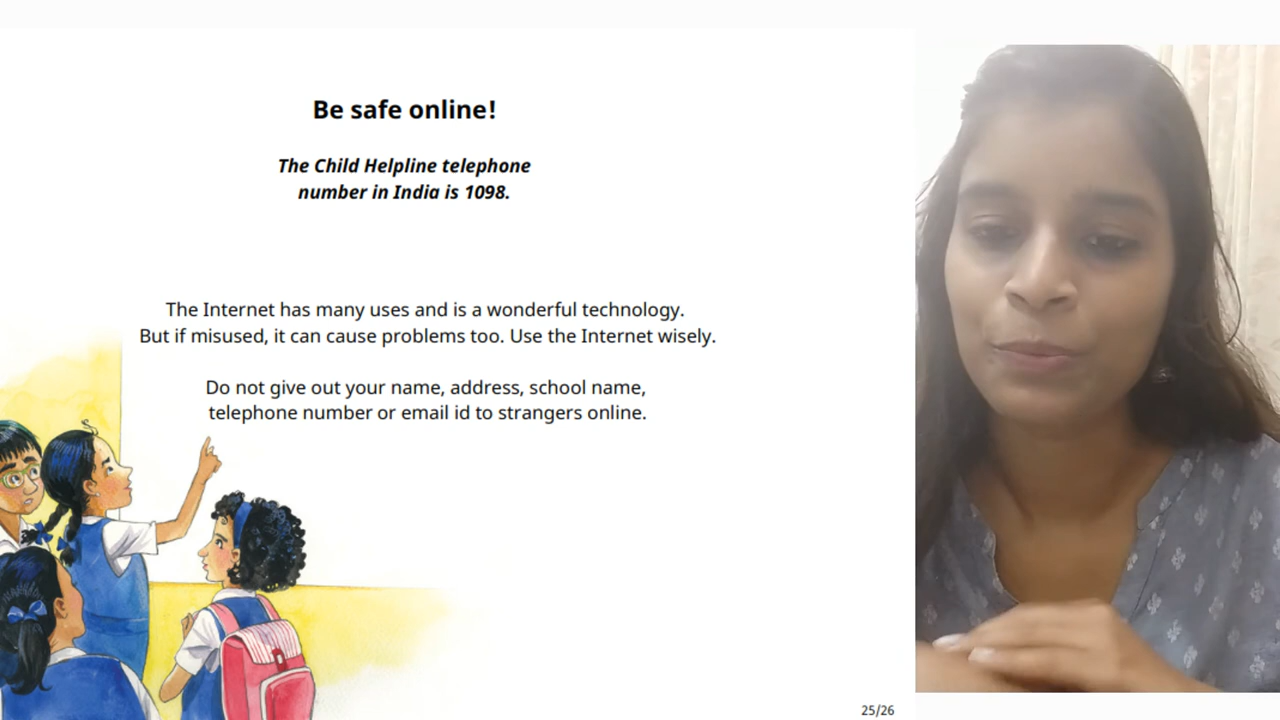 Be safe online!
The Child Helpline telephone
number in India is 1098.
The Internet has many uses and is a wonderful technology.
But if misused, it can cause problems too. Use the Internet wisely.
Do not give out your name, address, school name,
telephone number or email id to strangers online.
25/26